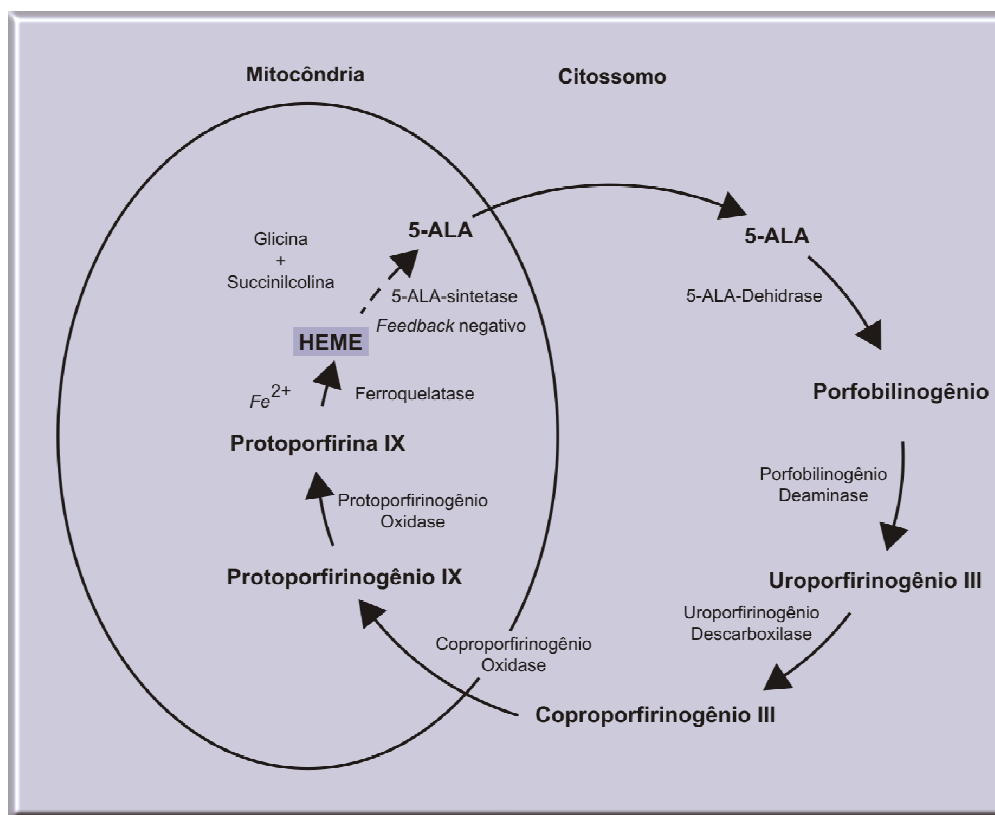 Mitocôndria
Citossomo
5-ALA
5-ALA
Glicina
+
Succinilcolina
5-ALA-sintetase
5-ALA-Dehidrase
Feedback negativo
HEME
Fe2+
Ferroquelatase
Porfobilinogênio
Protoporfirina IX
Porfobilinogênio
Deaminase
Protoporfirinogênio
Oxidase
Protoporfirinogênio IX
Uroporfirinogênio III
Uroporfirinogênio
Descarboxilase
Coproporfirinogênio
Oxidase
Coproporfirinogênio III